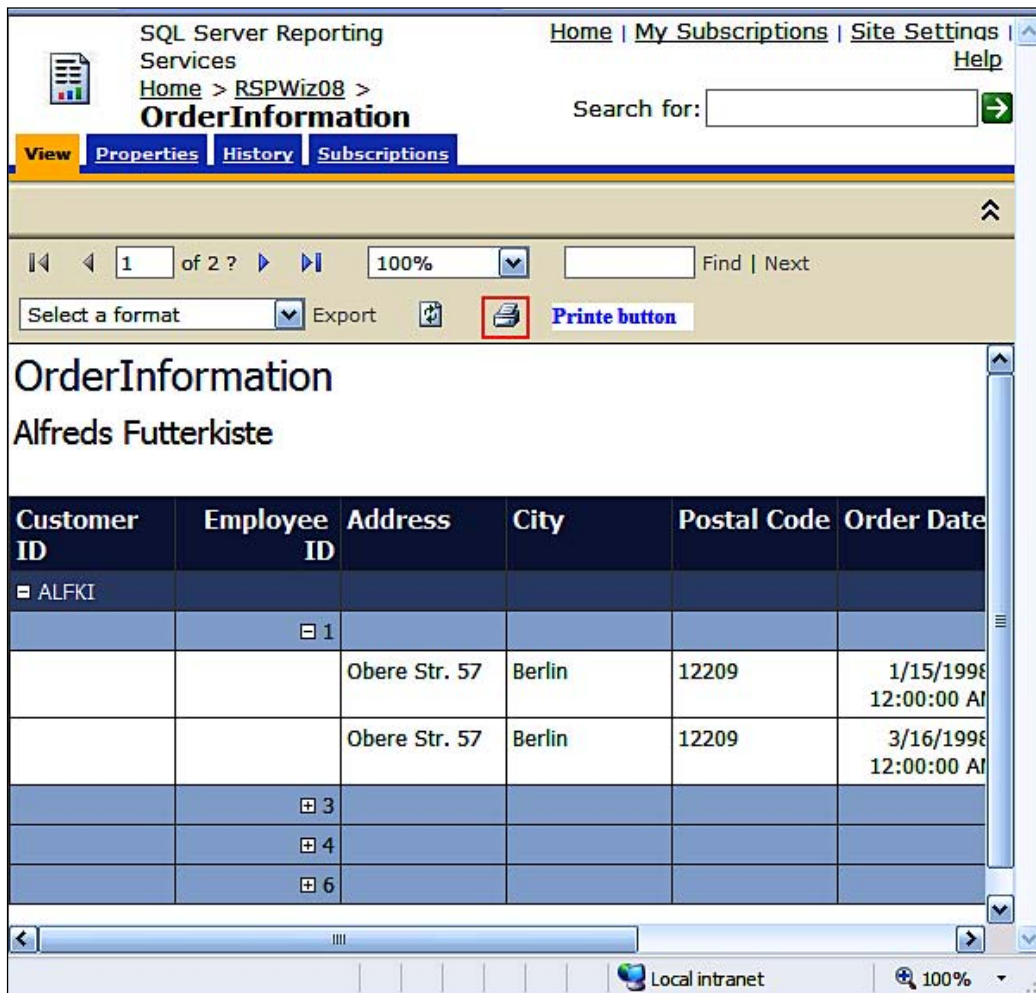 SQL Server Reporting Services
Home | My Subscriptions | Site Settings |
Help
Home > RSPWiz08 >
OrderInformation
Search for:
View Properties History Subscriptions
1 of 2 ? 100% Find | Next
Select a format Export Printe button
OrderInformation
Alfreds Futterkiste
Customer ID Employee ID Address City Postal Code Order Date
ALFKI
1
Obere Str. 57 Berlin 12209 1/15/1998 12:00:00 AM
Obere Str. 57 Berlin 12209 3/16/1998 12:00:00 AM
3
4
6
Local intranet 100%